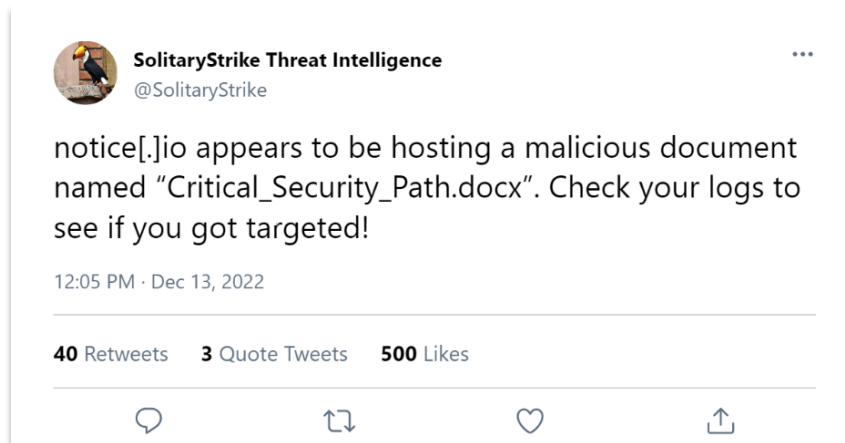 SolitaryStrike Threat Intelligence
@SolitaryStrike
notice[.]io appears to be hosting a malicious document
named “Critical_Security_Path.docx”. Check your logs to
see if you got targeted!
12:05 PM · Dec 13, 2022
40 Retweets 3 Quote Tweets 500 Likes